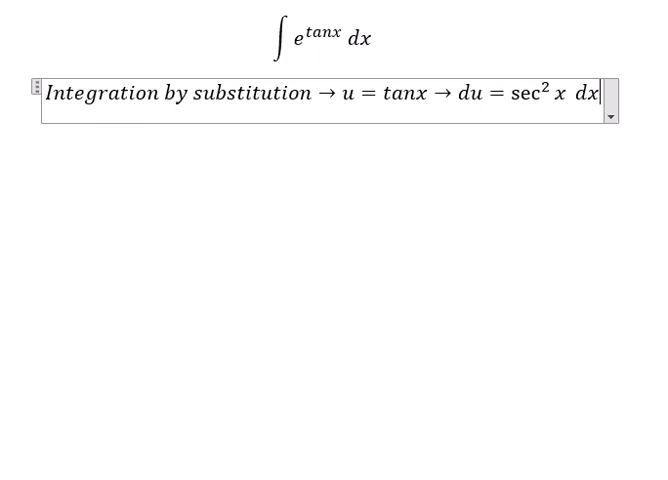 ∫ e^{tanx} dx
Integration by substitution → u = tanx → du = sec² x dx